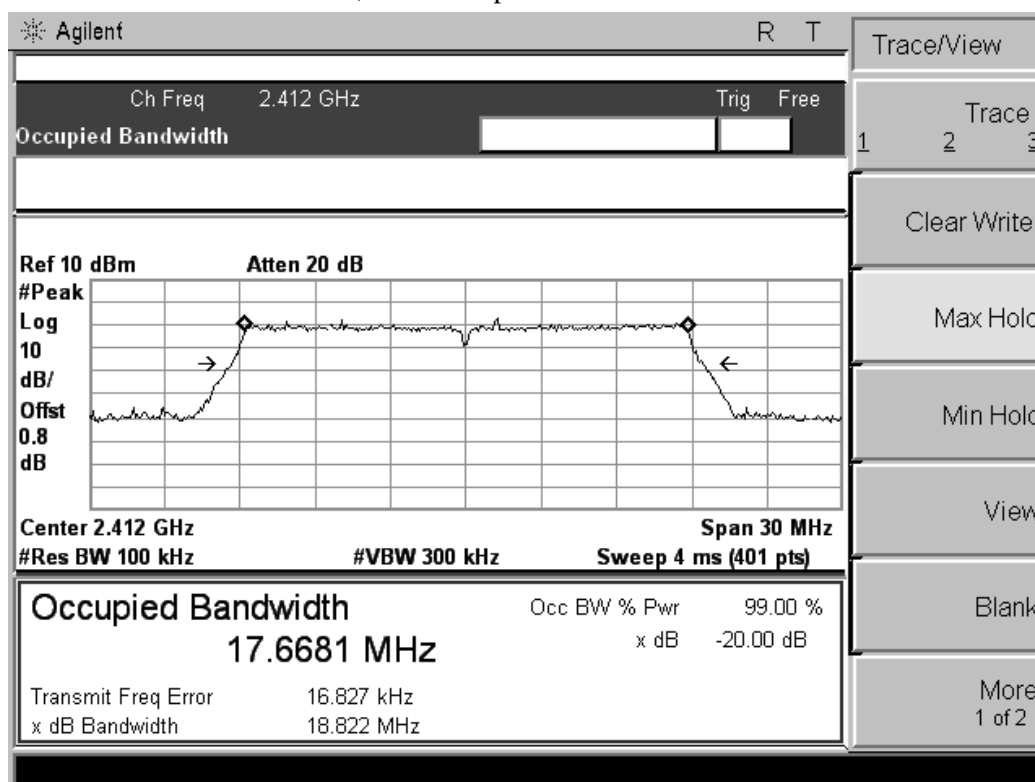 Agilent R T
Trace/View
Ch Freq 2.412 GHz Trig Free
Occupied Bandwidth
Trace
1 2 3
Clear Write
Max Hold
Min Hold
View
Blank
More
1 of 2
Ref 10 dBm Atten 20 dB
#Peak
Log
10
dB/
Offst
0.8
dB
Center 2.412 GHz Span 30 MHz
#Res BW 100 kHz #VBW 300 kHz Sweep 4 ms (401 pts)
Occupied Bandwidth
17.6681 MHz
Occ BW % Pwr 99.00 %
x dB -20.00 dB
Transmit Freq Error 16.827 kHz
x dB Bandwidth 18.822 MHz